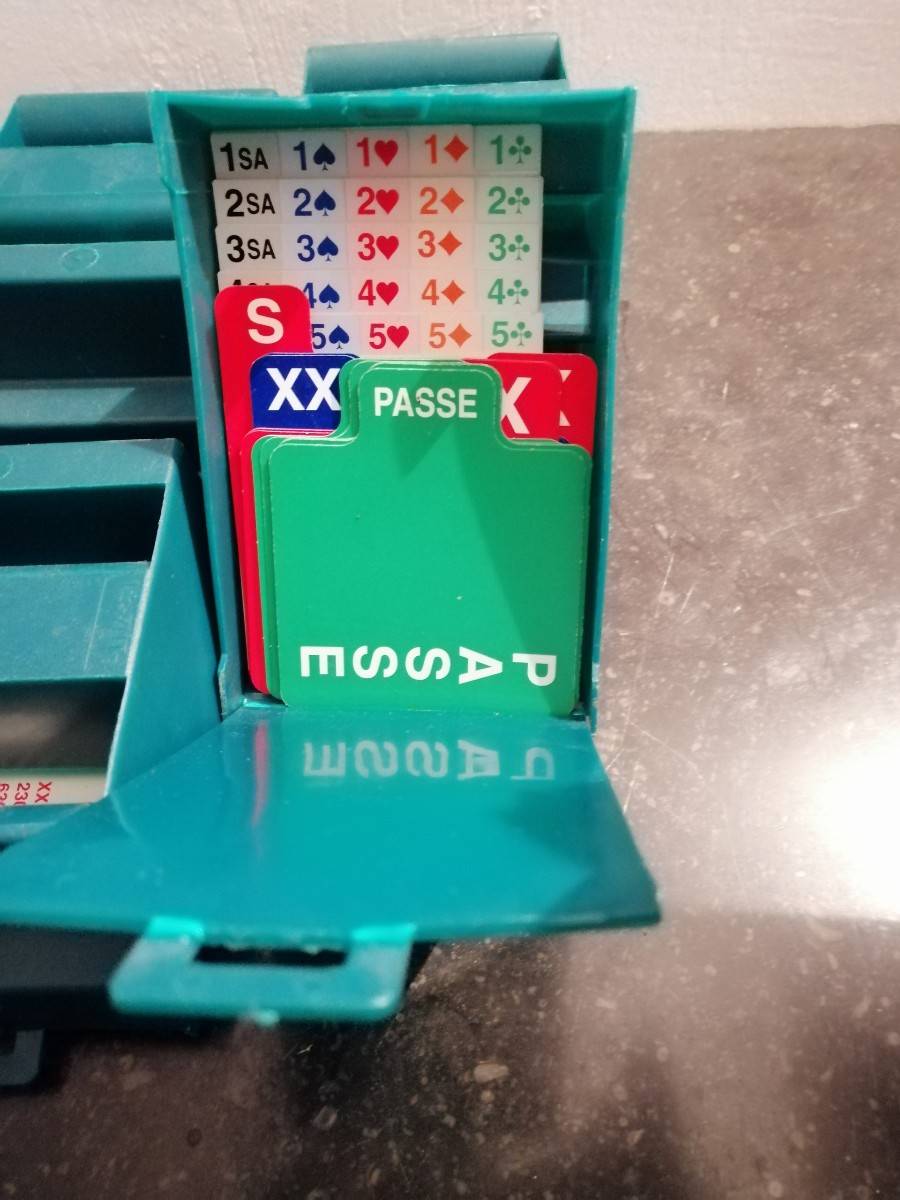 1SA 1♠ 1♥ 1♦ 1♣
2SA 2♠ 2♥ 2♦ 2♣
3SA 3♠ 3♥ 3♦ 3♣
4♠ 4♥ 4♦ 4♣
5♠ 5♥ 5♦ 5♣
S
XX
PASSE
X
PASSE
XX